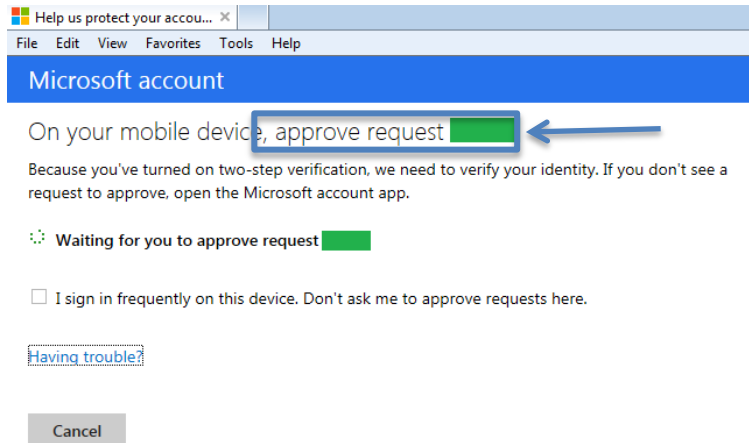 Help us protect your accou...
File Edit View Favorites Tools Help
Microsoft account
On your mobile device, approve request
Because you've turned on two-step verification, we need to verify your identity. If you don't see a
request to approve, open the Microsoft account app.
Waiting for you to approve request
I sign in frequently on this device. Don't ask me to approve requests here.
Having trouble?
Cancel